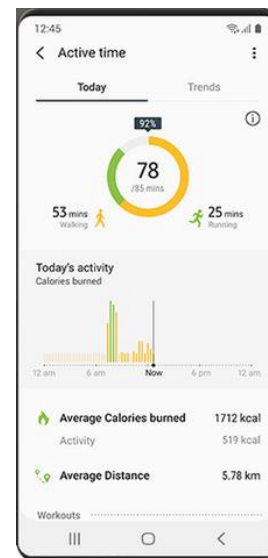 12:45
Active time
Today Trends
92%
78
/85 mins
53 mins
Walking
25 mins
Running
Today's activity
Calories burned
12 am 6 am Now 6 pm 12 am
Average Calories burned 1712 kcal
Activity 519 kcal
Average Distance 5.78 km
Workouts